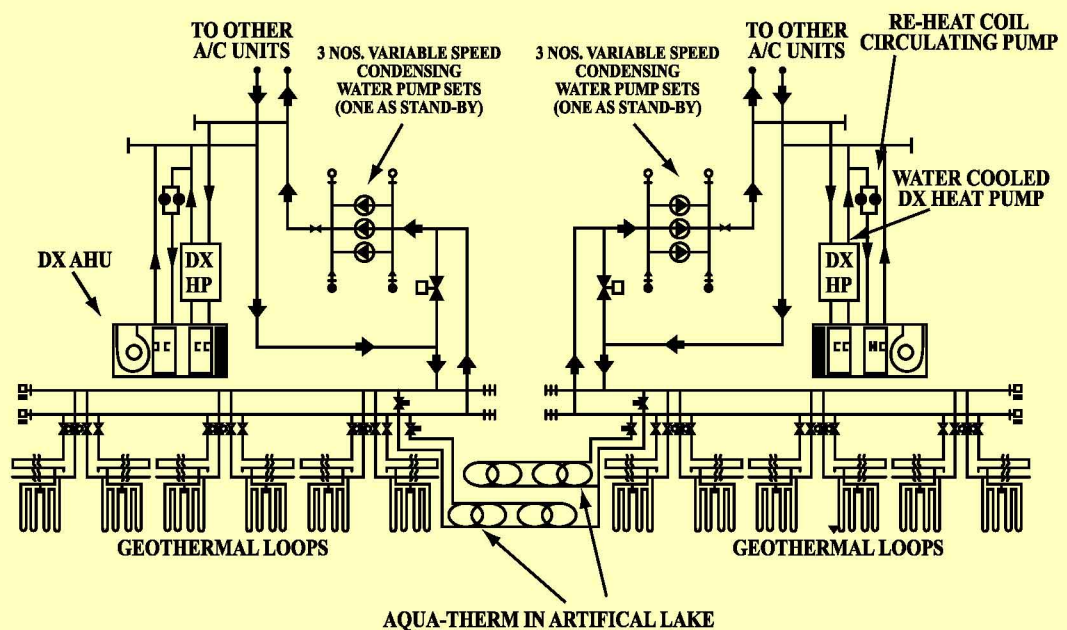 TO OTHER
A/C UNITS
3 NOS. VARIABLE SPEED
CONDENSING
WATER PUMP SETS
(ONE AS STAND-BY)
3 NOS. VARIABLE SPEED
CONDENSING
WATER PUMP SETS
(ONE AS STAND-BY)
TO OTHER
A/C UNITS
RE-HEAT COIL
CIRCULATING PUMP
WATER COOLED
DX HEAT PUMP
DX AHU
DX
HP
DX
HP
GEOTHERMAL LOOPS
GEOTHERMAL LOOPS
AQUA-THERM IN ARTIFICAL LAKE